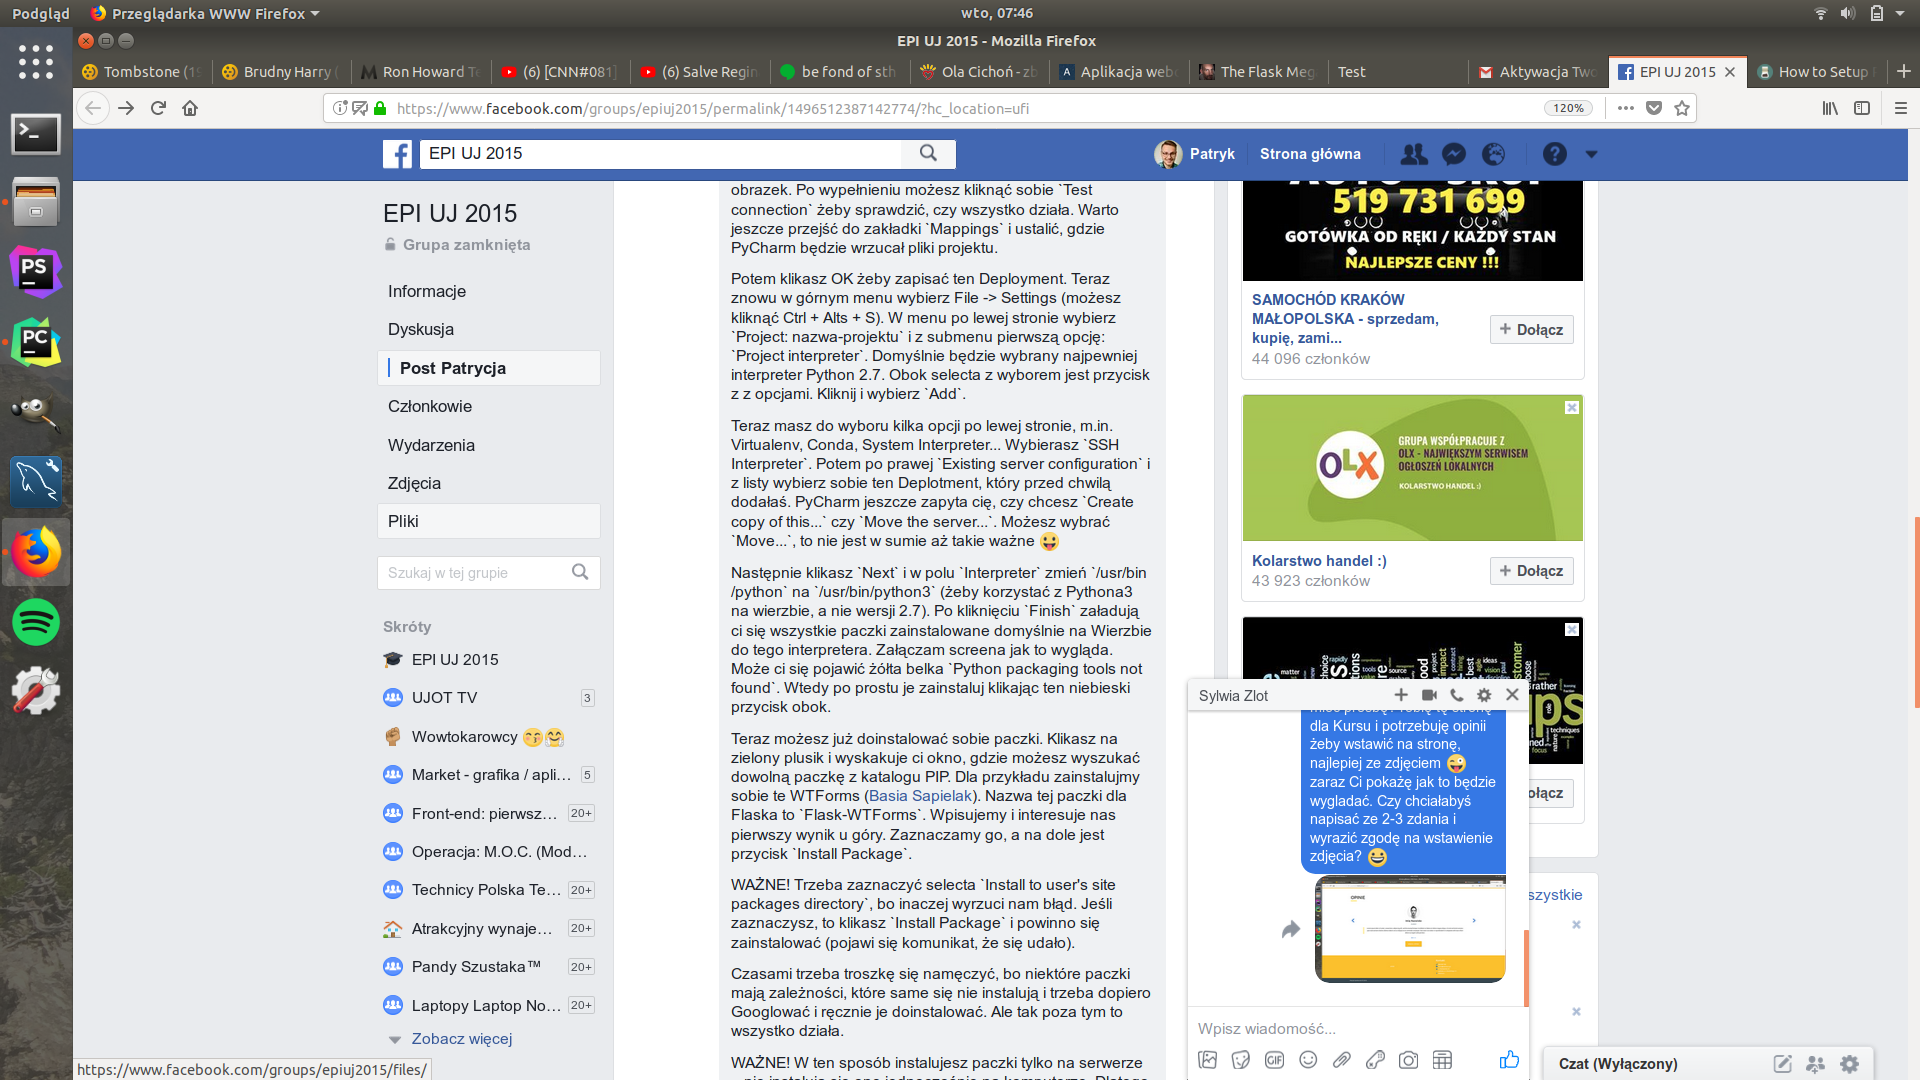 Podgląd
Przeglądarka WWW Firefox
wto, 07:46
EPI UJ 2015 - Mozilla Firefox
Tombstone (19
Brudny Harry (
Ron Howard Te
(6) [CNN#081]
(6) Salve Regin
be fond of sth
Ola Cichoń - zb
Aplikacja webo
The Flask Meg
Test
Aktywacja Two
EPI UJ 2015
How to Setup
https://www.facebook.com/groups/epiuj2015/permalink/1496512387142774/?hc_location=ufi
120%
EPI UJ 2015
Patryk
Strona główna
EPI UJ 2015
Grupa zamknięta
Informacje
Dyskusja
Post Patrycja
Członkowie
Wydarzenia
Zdjęcia
Pliki
Szukaj w tej grupie
Skróty
EPI UJ 2015
UJOT TV
3
Wowtokarowcy
Market - grafika / apli...
5
Front-end: pierwsz...
20+
Operacja: M.O.C. (Mod...
Technicy Polska Te...
20+
Atrakcyjny wynaje...
20+
Pandy Szustaka™
20+
Laptopy Laptop No...
20+
Zobacz więcej
https://www.facebook.com/groups/epiuj2015/files/
obrazek. Po wypełnieniu możesz kliknąć sobie `Test
connection` żeby sprawdzić, czy wszystko działa. Warto
jeszcze przejść do zakładki `Mappings` i ustalić, gdzie
PyCharm będzie wrzucał pliki projektu.
Potem klikasz OK żeby zapisać ten Deployment. Teraz
znowu w górnym menu wybierz File -> Settings (możesz
kliknąć Ctrl + Alts + S). W menu po lewej stronie wybierz
`Project: nazwa-projektu` i z submenu pierwszą opcję:
`Project interpreter`. Domyślnie będzie wybrany najpewniej
interpreter Python 2.7. Obok selecta z wyborem jest przycisk
z z opcjami. Kliknij i wybierz `Add`.
Teraz masz do wyboru kilka opcji po lewej stronie, m.in.
Virtualenv, Conda, System Interpreter... Wybierasz `SSH
Interpreter`. Potem po prawej `Existing server configuration` i
z listy wybierz sobie ten Deplotment, który przed chwilą
dodałaś. PyCharm jeszcze zapyta cię, czy chcesz `Create
copy of this...` czy `Move the server...`. Możesz wybrać
`Move...`, to nie jest w sumie aż takie ważne
Następnie klikasz `Next` i w polu `Interpreter` zmień `/usr/bin
/python` na `/usr/bin/python3` (żeby korzystać z Pythona3
na wierzbie, a nie wersji 2.7). Po kliknięciu `Finish` załadują
ci się wszystkie paczki zainstalowane domyślnie na Wierzbie
do tego interpretera. Załączam screena jak to wygląda.
Może ci się pojawić żółta belka `Python packaging tools not
found`. Wtedy po prostu je zainstaluj klikając ten niebieski
przycisk obok.
Teraz możesz już doinstalować sobie paczki. Klikasz na
zielony plusik i wyskakuje ci okno, gdzie możesz wyszukać
dowolną paczkę z katalogu PIP. Dla przykładu zainstalujmy
sobie te WTForms (Basia Sapielak). Nazwa tej paczki dla
Flaska to `Flask-WTForms`. Wpisujemy i interesuje nas
pierwszy wynik u góry. Zaznaczamy go, a na dole jest
przycisk `Install Package`.
WAŻNE! Trzeba zaznaczyć selecta `Install to user's site
packages directory`, bo inaczej wyrzuci nam błąd. Jeśli
zaznaczysz, to klikasz `Install Package` i powinno się
zainstalować (pojawi się komunikat, że się udało).
Czasami trzeba troszkę się namęczyć, bo niektóre paczki
mają zależności, które same się nie instalują i trzeba dopiero
Googlować i ręcznie je doinstalować. Ale tak poza tym to
wszystko działa.
WAŻNE! W ten sposób instalujesz paczki tylko na serwerze
519 731 699
GOTÓWKA OD RĘKI / KAŻDY STAN
NAJLEPSZE CENY !!!
SAMOCHÓD KRAKÓW
MAŁOPOLSKA - sprzedam,
kupię, zami...
44 096 członków
Dołącz
OLX
GRUPA WSPÓŁPRACUJE Z
OLX - NAJWIĘKSZYM SERWISEM
OGŁOSZEŃ LOKALNYCH
KOLARSTWO HANDEL :)
Kolarstwo handel :)
43 923 członków
Dołącz
ołącz
szystkie
Sylwia Zlot
dla Kursu i potrzebuję opinii
żeby wstawić na stronę,
najlepiej ze zdjęciem
zaraz Ci pokażę jak to będzie
wygladać. Czy chciałabyś
napisać ze 2-3 zdania i
wyrazić zgodę na wstawienie
zdjęcia?
OPINIE
Wpisz wiadomość...
Czat (Wyłączony)